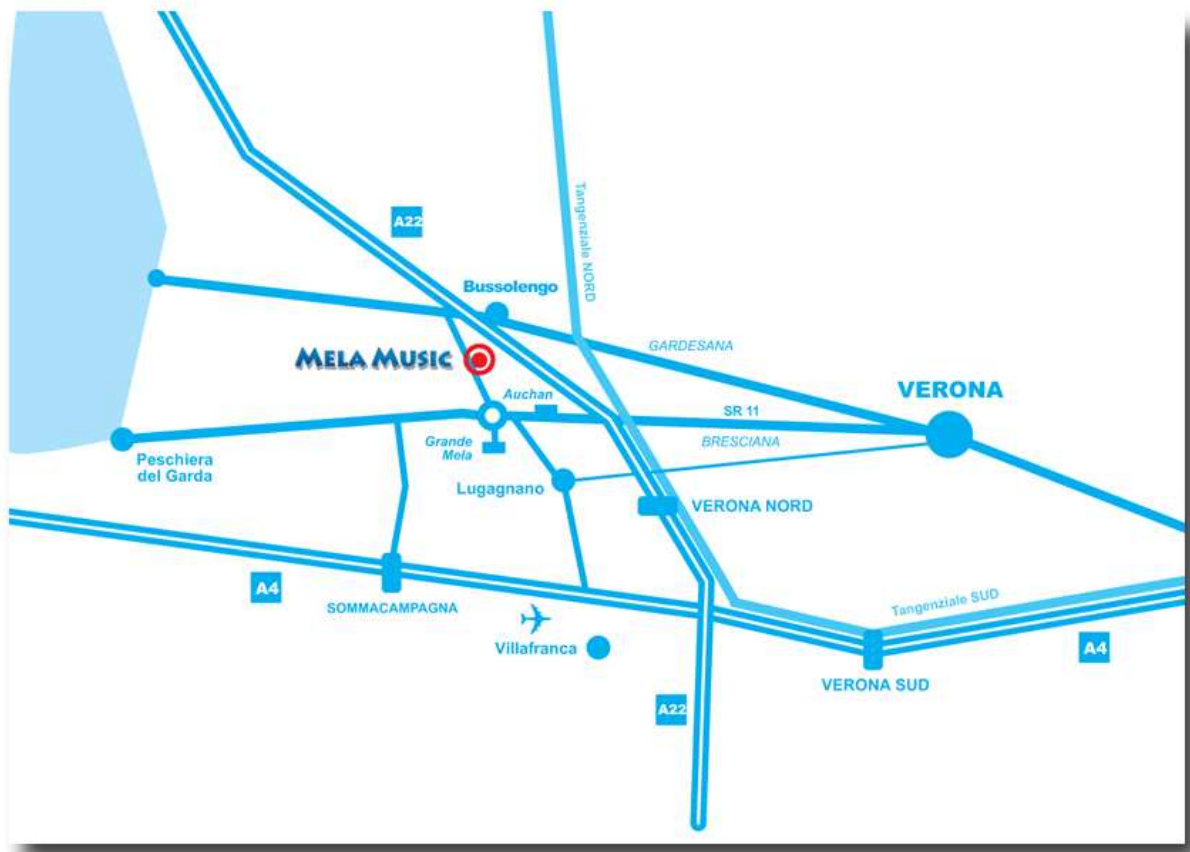 A22
Tangenziale NORD
Bussolengo
GARDESANA
MELA MUSIC
VERONA
Auchan
SR 11
Grande
Mela
BRESCIANA
Peschiera
del Garda
Lugagnano
VERONA NORD
A4
SOMMACAMPAGNA
Tangenziale SUD
Villafranca
A4
VERONA SUD
A22